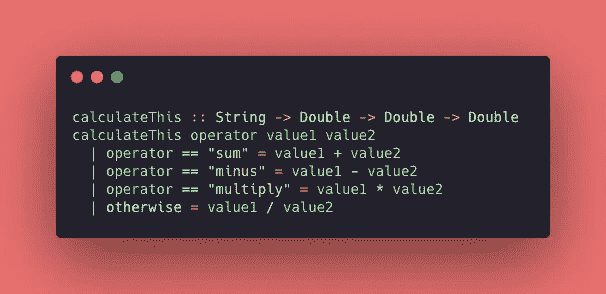 calculateThis :: String -> Double -> Double -> Double
calculateThis operator value1 value2
  | operator == "sum" = value1 + value2
  | operator == "minus" = value1 - value2
  | operator == "multiply" = value1 * value2
  | otherwise = value1 / value2